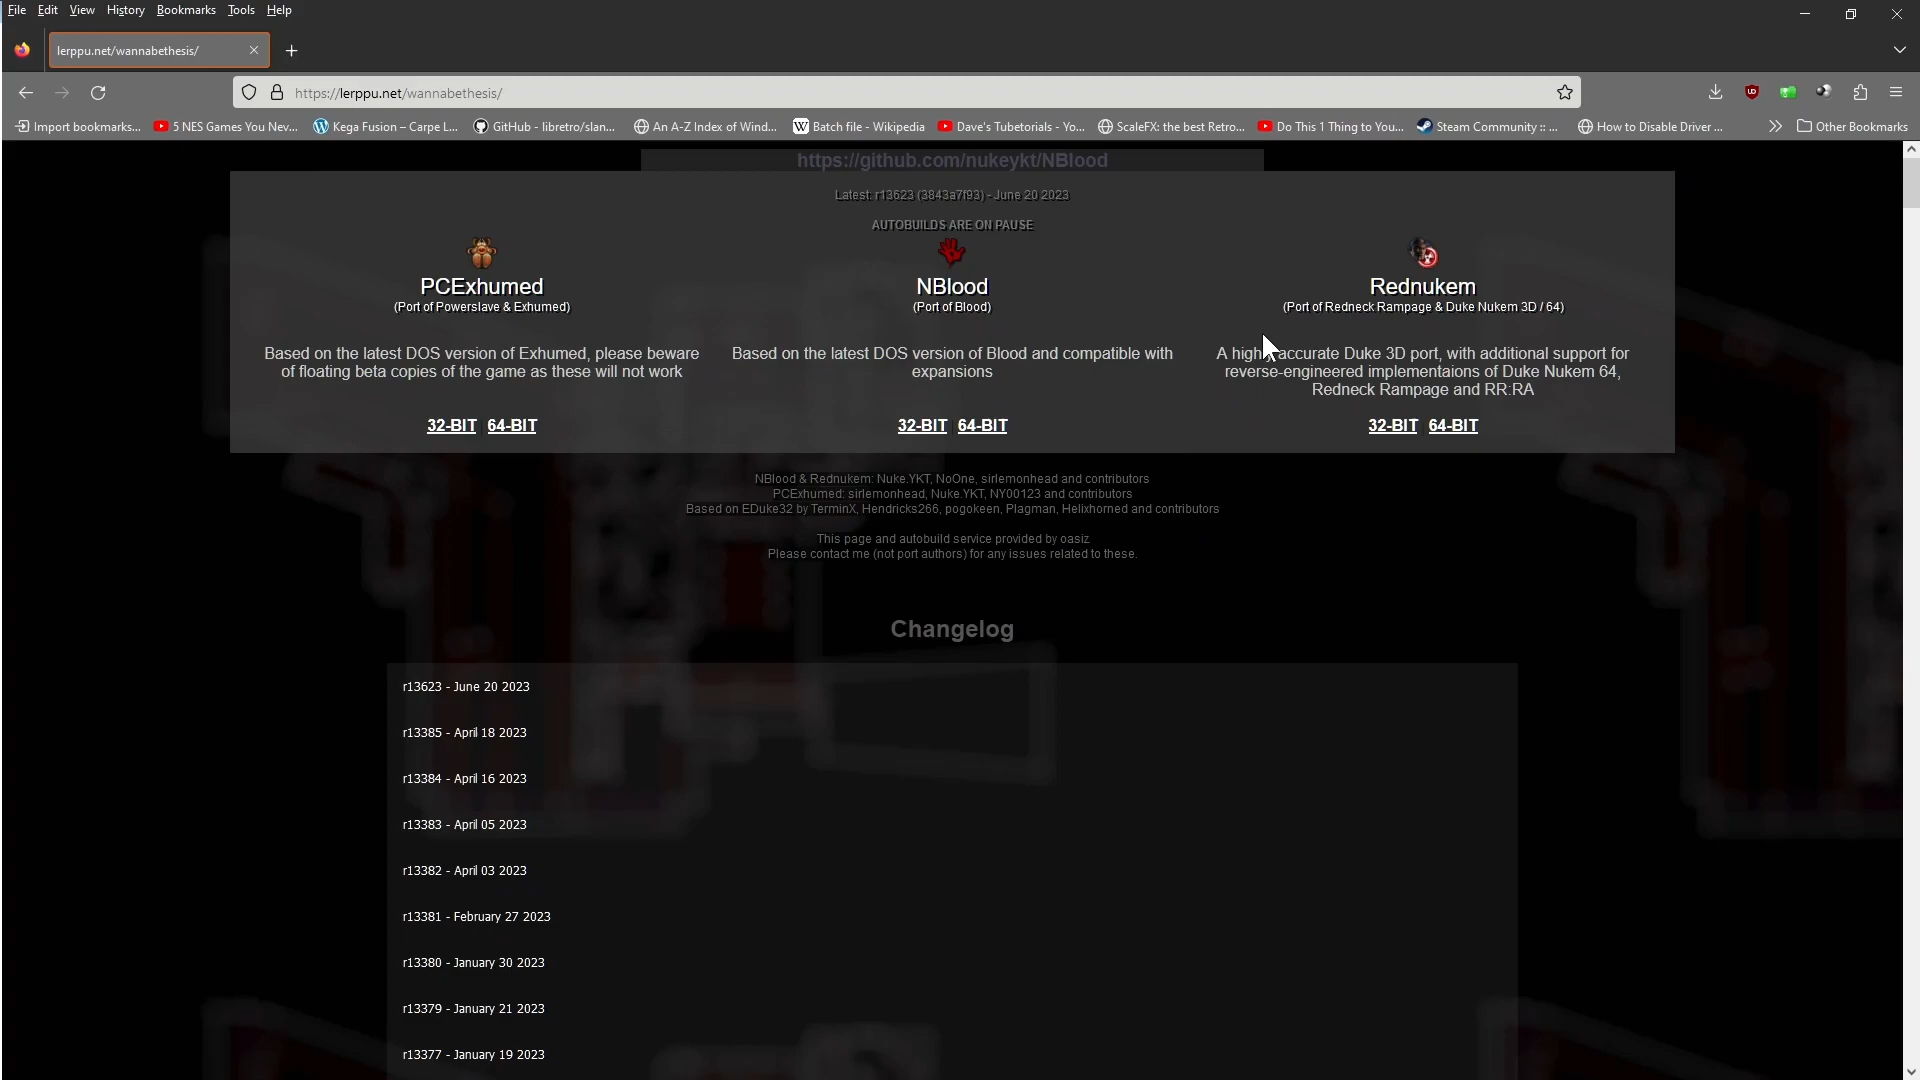 File Edit View History Bookmarks Tools Help
lerppu.net/wannabethesis/
https://lerppu.net/wannabethesis/
Import bookmarks... 5 NES Games You Nev... Kega Fusion – Carpe L... GitHub - libretro/slan... An A-Z Index of Wind... Batch file - Wikipedia Dave's Tubetorials - Yo... ScaleFX: the best Retro... Do This 1 Thing to You... Steam Community :: ... How to Disable Driver ... Other Bookmarks
https://github.com/nukeykt/NBlood
Latest: r13623 (3843a7f93) - June 20 2023
AUTOBUILDS ARE ON PAUSE
PCExhumed
(Port of Powerslave & Exhumed)
Based on the latest DOS version of Exhumed, please beware
of floating beta copies of the game as these will not work
32-BIT 64-BIT
NBlood
(Port of Blood)
Based on the latest DOS version of Blood and compatible with
expansions
32-BIT 64-BIT
Rednukem
(Port of Redneck Rampage & Duke Nukem 3D / 64)
A highly accurate Duke 3D port, with additional support for
reverse-engineered implementaions of Duke Nukem 64,
Redneck Rampage and RR:RA
32-BIT 64-BIT
NBlood & Rednukem: Nuke.YKT, NoOne, sirlemonhead and contributors
PCExhumed: sirlemonhead, Nuke.YKT, NY00123 and contributors
Based on EDuke32 by TerminX, Hendricks266, pogokeen, Plagman, Helixhorned and contributors
This page and autobuild service provided by oasiz
Please contact me (not port authors) for any issues related to these.
Changelog
r13623 - June 20 2023
r13385 - April 18 2023
r13384 - April 16 2023
r13383 - April 05 2023
r13382 - April 03 2023
r13381 - February 27 2023
r13380 - January 30 2023
r13379 - January 21 2023
r13377 - January 19 2023